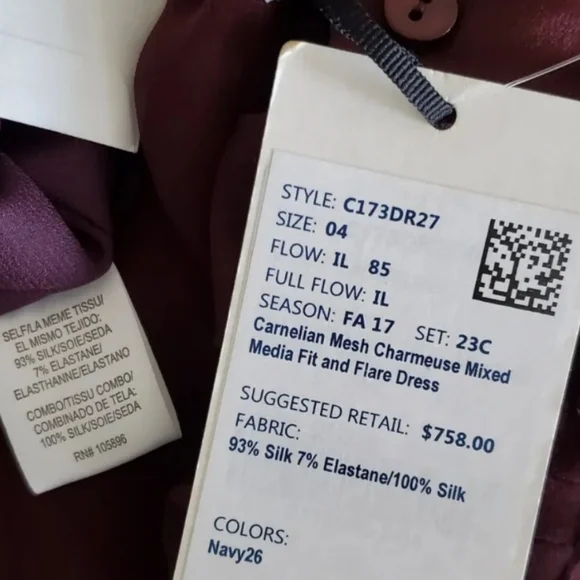 SELF/LA MEME TISSU/
EL MISMO TEJIDO:
93% SILK/SOIE/SEDA
7% ELASTANE/
ELASTHANNE/ELASTANO
COMBO/TISSU COMBO/
COMBINADO DE TELA:
100% SILK/SOIE/SEDA
RN# 105896
STYLE: C173DR27
SIZE: 04
FLOW: IL 85
FULL FLOW: IL
SEASON: FA 17 SET: 23C
Carnelian Mesh Charmeuse Mixed
Media Fit and Flare Dress
SUGGESTED RETAIL: $758.00
FABRIC:
93% Silk 7% Elastane/100% Silk
COLORS:
Navy26